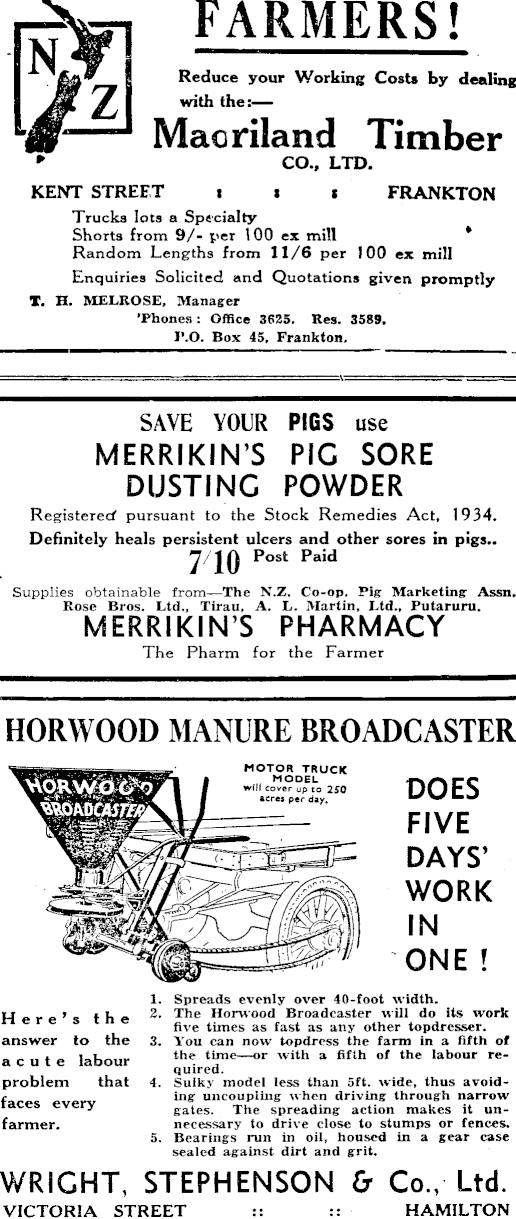 FARMERS!
N
Z
Reduce your Working Costs by dealing
with the:—
Maoriland Timber
CO., LTD.
KENT STREET : : : FRANKTON
Trucks lots a Specialty
Shorts from 9/- per 100 ex mill
Random Lengths from 11/6 per 100 ex mill
Enquiries Solicited and Quotations given promptly
T. H. MELROSE, Manager
'Phones: Office 3625. Res. 3589.
P.O. Box 45, Frankton.
SAVE YOUR PIGS use
MERRIKIN'S PIG SORE
DUSTING POWDER
Registered pursuant to the Stock Remedies Act, 1934.
Definitely heals persistent ulcers and other sores in pigs..
7/10 Post Paid
Supplies obtainable from—The N.Z. Co-op. Pig Marketing Assn.
Rose Bros. Ltd., Tirau, A. L. Martin, Ltd., Putaruru.
MERRIKIN'S PHARMACY
The Pharm for the Farmer
HORWOOD MANURE BROADCASTER
HORWOOD
BROADCASTER
MOTOR TRUCK
MODEL
will cover up to 250
acres per day.
DOES
FIVE
DAYS'
WORK
IN
ONE!
Here's the
answer to the
acute labour
problem that
faces every
farmer.
1. Spreads evenly over 40-foot width.
2. The Horwood Broadcaster will do its work
five times as fast as any other topdresser.
3. You can now topdress the farm in a fifth of
the time—or with a fifth of the labour re-
quired.
4. Sulky model less than 5ft. wide, thus avoid-
ing uncoupling when driving through narrow
gates. The spreading action makes it un-
necessary to drive close to stumps or fences.
5. Bearings run in oil, housed in a gear case
sealed against dirt and grit.
WRIGHT, STEPHENSON & Co., Ltd.
VICTORIA STREET :: :: HAMILTON